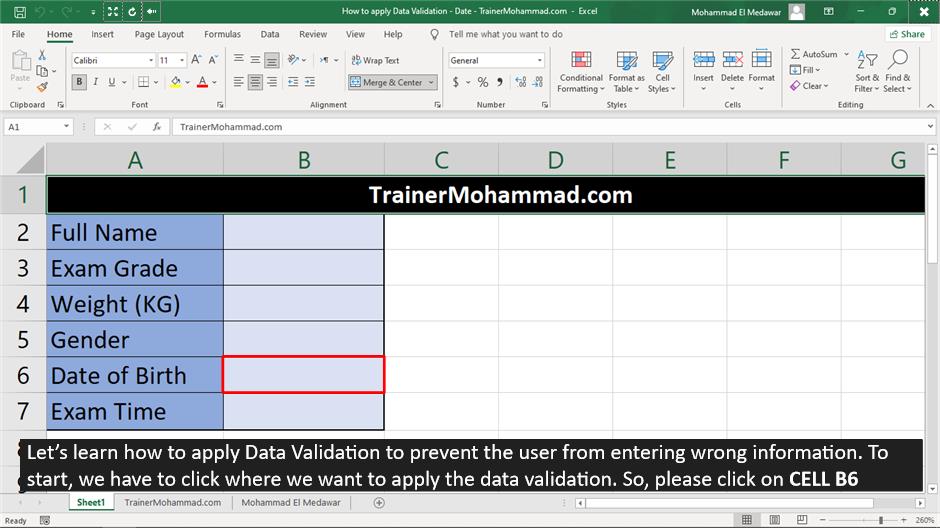 How to apply Data Validation - Date - TrainerMohammad.com - Excel
Mohammad El Medawar
File Home Insert Page Layout Formulas Data Review View Help Tell me what you want to do Share
Paste
Clipboard
Calibri 11
B I U
Font
Wrap Text
Merge & Center
Alignment
General
$ % ,
Number
Conditional Formatting
Format as Table
Cell Styles
Styles
Insert Delete Format
Cells
AutoSum
Fill
Clear
Sort & Filter
Find & Select
Editing
A1 fx TrainerMohammad.com
A B C D E F G
1 TrainerMohammad.com
2 Full Name
3 Exam Grade
4 Weight (KG)
5 Gender
6 Date of Birth
7 Exam Time
Let’s learn how to apply Data Validation to prevent the user from entering wrong information. To
start, we have to click where we want to apply the data validation. So, please click on CELL B6
Sheet1 TrainerMohammad.com Mohammad El Medawar
Ready 260%